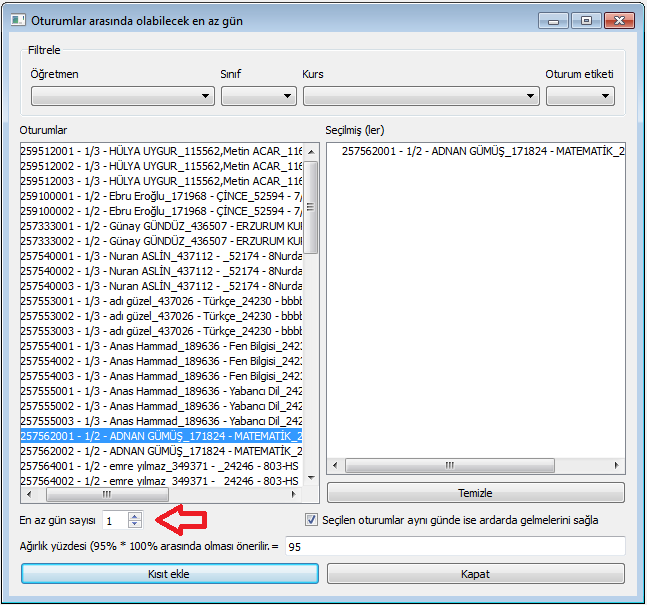 Oturumlar arasında olabilecek en az gün
Filtrele
Öğretmen Sınıf Kurs Oturum etiketi
Oturumlar
259512001 - 1/3 - HÜLYA UYGUR_115562,Metin ACAR_116
259512002 - 1/3 - HÜLYA UYGUR_115562,Metin ACAR_116
259512003 - 1/3 - HÜLYA UYGUR_115562,Metin ACAR_116
259100001 - 1/2 - Ebru Eroğlu_171968 - ÇİNCE_52594 - 7/
259100002 - 1/2 - Ebru Eroğlu_171968 - ÇİNCE_52594 - 7/
257333001 - 1/2 - Günay GÜNDÜZ_436507 - ERZURUM KUR
257333002 - 1/2 - Günay GÜNDÜZ_436507 - ERZURUM KUR
257540001 - 1/3 - Nuran ASLİN_437112 - _52174 - 8Nurda
257540002 - 1/3 - Nuran ASLİN_437112 - _52174 - 8Nurda
257540003 - 1/3 - Nuran ASLİN_437112 - _52174 - 8Nurda
257553001 - 1/3 - adı güzel_437026 - Türkçe_24230 - bbbb
257553002 - 1/3 - adı güzel_437026 - Türkçe_24230 - bbbb
257553003 - 1/3 - adı güzel_437026 - Türkçe_24230 - bbbb
257554001 - 1/3 - Anas Hammad_189636 - Fen Bilgisi_242
257554002 - 1/3 - Anas Hammad_189636 - Fen Bilgisi_242
257554003 - 1/3 - Anas Hammad_189636 - Fen Bilgisi_242
257555001 - 1/3 - Anas Hammad_189636 - Yabancı Dil_242
257555002 - 1/3 - Anas Hammad_189636 - Yabancı Dil_242
257555003 - 1/3 - Anas Hammad_189636 - Yabancı Dil_242
257562001 - 1/2 - ADNAN GÜMÜŞ_171824 - MATEMATİK_2
257562002 - 1/2 - ADNAN GÜMÜŞ_171824 - MATEMATİK_2
257564001 - 1/2 - emre yılmaz_349371 - _24246 - 803-HS
257564002 - 1/2 - emre yılmaz_349371 - _24246 - 803-HS
Seçilmiş (ler)
257562001 - 1/2 - ADNAN GÜMÜŞ_171824 - MATEMATİK_2
Temizle
En az gün sayısı 1
Seçilen oturumlar aynı günde ise ardarda gelmelerini sağla
Ağırlık yüzdesi (95% * 100% arasında olması önerilir.= 95
Kısıt ekle Kapat